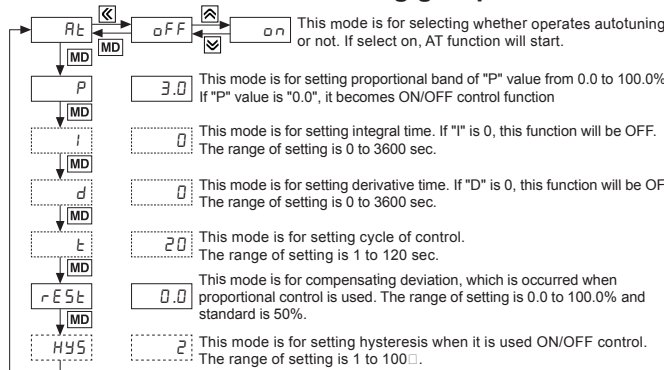 At oFF on This mode is for selecting whether operates autotuning
MD or not. If select on, AT function will start.
MD
P 3.0 This mode is for setting proportional band of "P" value from 0.0 to 100.0%
If "P" value is "0.0", it becomes ON/OFF control function
MD
I 0 This mode is for setting integral time. If "I" is 0, this function will be OFF.
The range of setting is 0 to 3600 sec.
MD
d 0 This mode is for setting derivative time. If "D" is 0, this function will be OF
The range of setting is 0 to 3600 sec.
MD
t 20 This mode is for setting cycle of control.
The range of setting is 1 to 120 sec.
MD
rESt 0.0 This mode is for compensating deviation, which is occurred when
proportional control is used. The range of setting is 0.0 to 100.0% and
standard is 50%.
MD
HYS 2 This mode is for setting hysteresis when it is used ON/OFF control.
The range of setting is 1 to 100□.